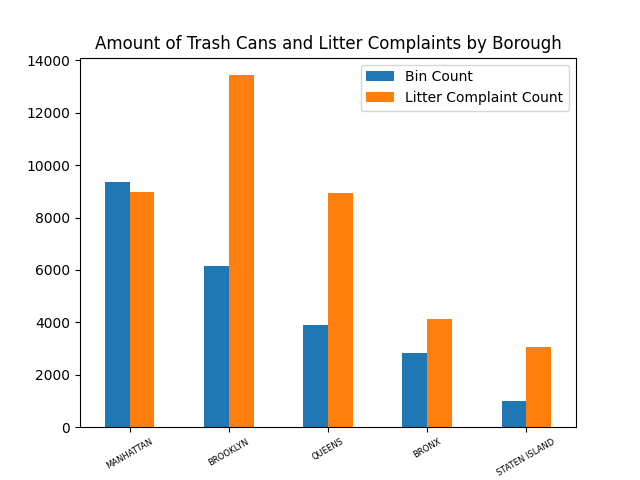 Amount of Trash Cans and Litter Complaints by Borough
Bin Count
Litter Complaint Count
14000
12000
10000
8000
6000
4000
2000
0
MANHATTAN
BROOKLYN
QUEENS
BRONX
STATEN ISLAND